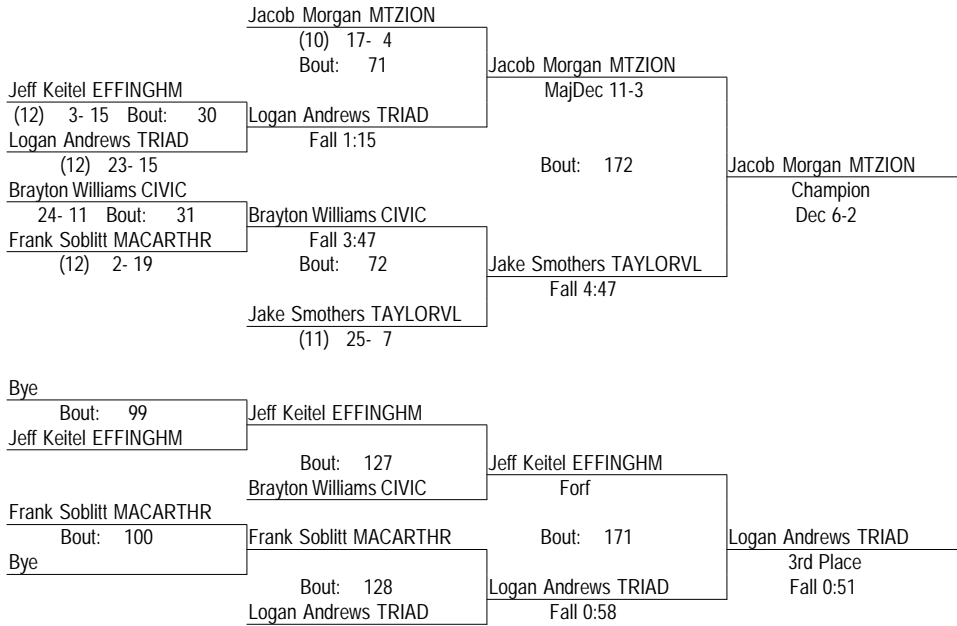 Jacob Morgan MTZION
(10) 17- 4
Bout: 71
Jacob Morgan MTZION
MajDec 11-3
Jeff Keitel EFFINGHM
(12) 3- 15 Bout: 30
Logan Andrews TRIAD
Fall 1:15
Logan Andrews TRIAD
(12) 23- 15
Bout: 172
Jacob Morgan MTZION
Champion
Dec 6-2
Brayton Williams CIVIC
24- 11 Bout: 31
Brayton Williams CIVIC
Fall 3:47
Frank Soblitt MACARTHR
(12) 2- 19
Bout: 72
Jake Smothers TAYLORVL
Fall 4:47
Jake Smothers TAYLORVL
(11) 25- 7
Bye
Bout: 99
Jeff Keitel EFFINGHM
Jeff Keitel EFFINGHM
Bout: 127
Jeff Keitel EFFINGHM
Forf
Brayton Williams CIVIC
Frank Soblitt MACARTHR
Bout: 100
Frank Soblitt MACARTHR
Bout: 171
Logan Andrews TRIAD
3rd Place
Fall 0:51
Bye
Bout: 128
Logan Andrews TRIAD
Fall 0:58
Logan Andrews TRIAD